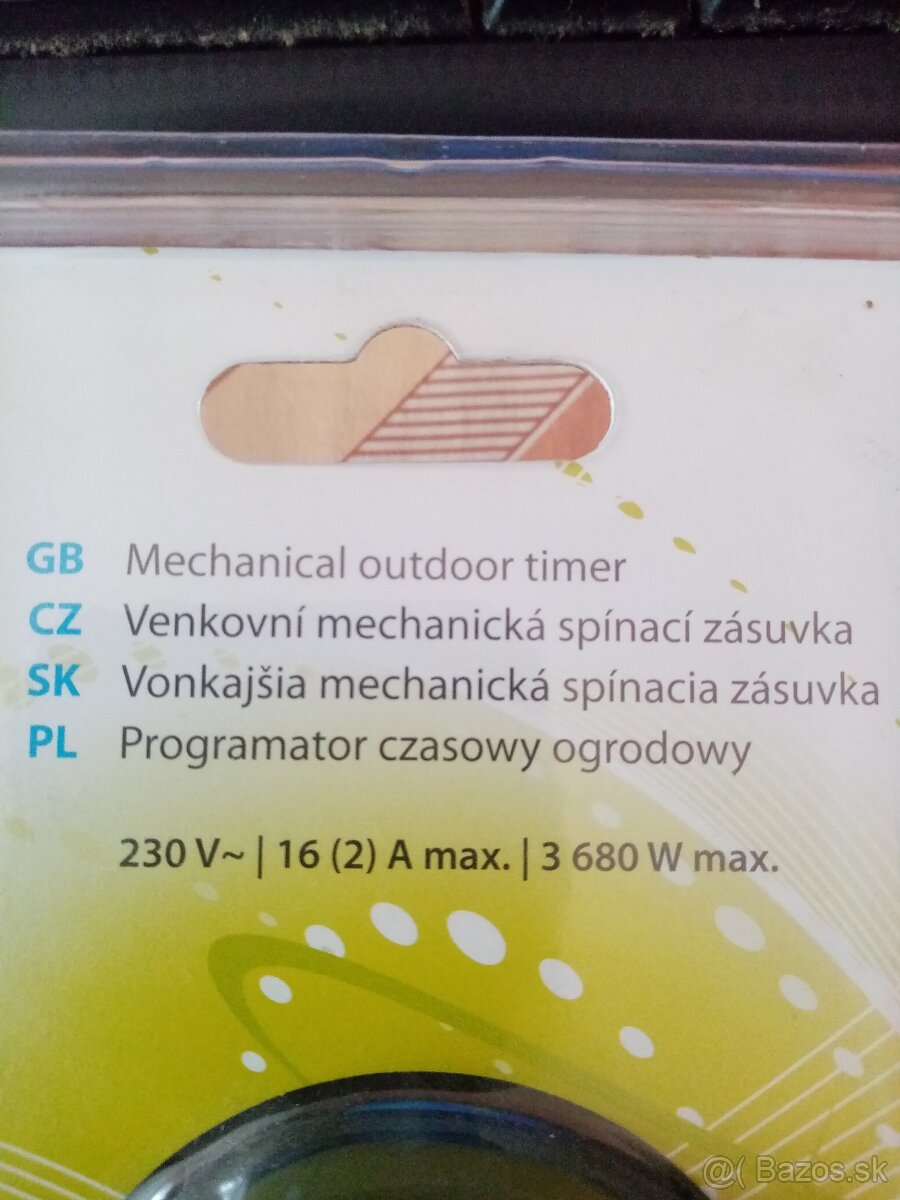 GB Mechanical outdoor timer
CZ Venkovní mechanická spínací zásuvka
SK Vonkajšia mechanická spínacia zásuvka
PL Programator czasowy ogrodowy
230 V~ | 16 (2) A max. | 3 680 W max.
@( Bazos.sk